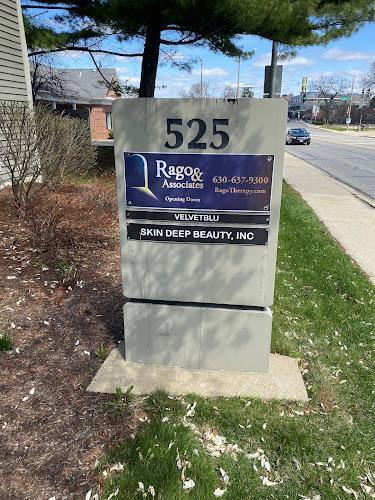 525
Rago &
Associates
630-637-9300
RagoTherapy.com
Opening Doors
VELVETBLU
SKIN DEEP BEAUTY, INC